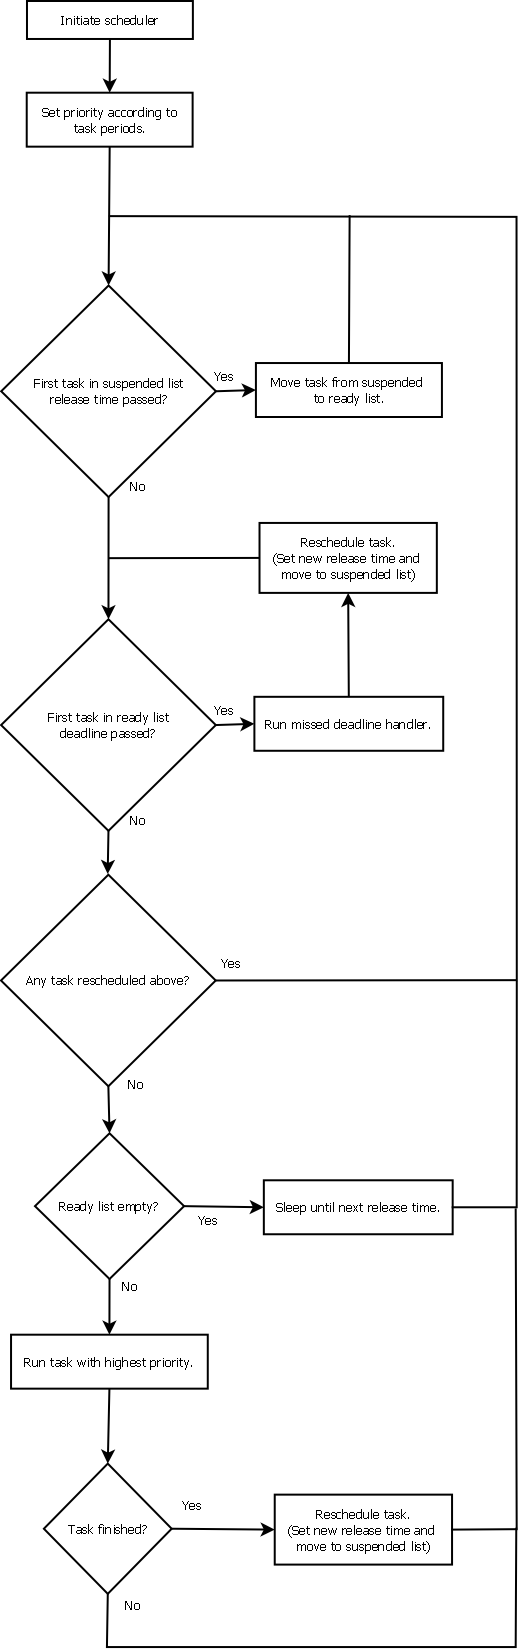 Initiate scheduler
Set priority according to
task periods.
First task in suspended list
release time passed?
Yes
Move task from suspended
to ready list.
No
Reschedule task.
(Set new release time and
move to suspended list)
First task in ready list
deadline passed?
Yes
Run missed deadline handler.
No
Any task rescheduled above?
Yes
No
Ready list empty?
Yes
Sleep until next release time.
No
Run task with highest priority.
Task finished?
Yes
Reschedule task.
(Set new release time and
move to suspended list)
No